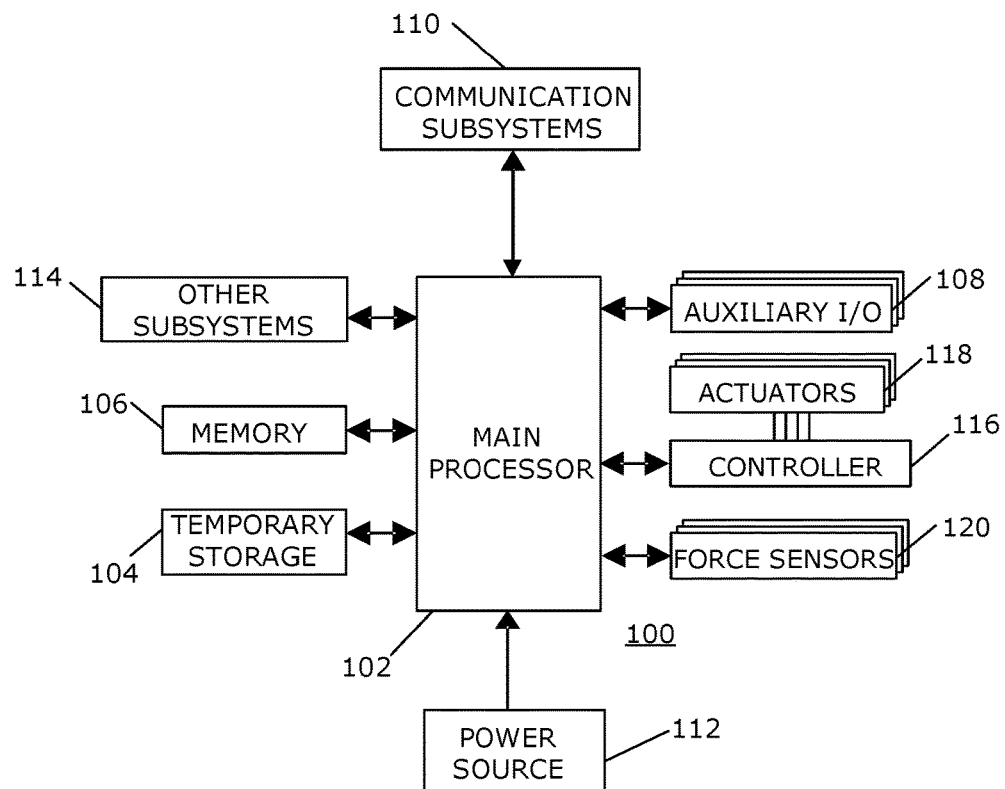 110
COMMUNICATION
SUBSYSTEMS
114
OTHER
SUBSYSTEMS
AUXILIARY I/O
108
ACTUATORS
118
106
MEMORY
MAIN
PROCESSOR
CONTROLLER
116
TEMPORARY
STORAGE
104
FORCE SENSORS
120
102
100
POWER
SOURCE
112